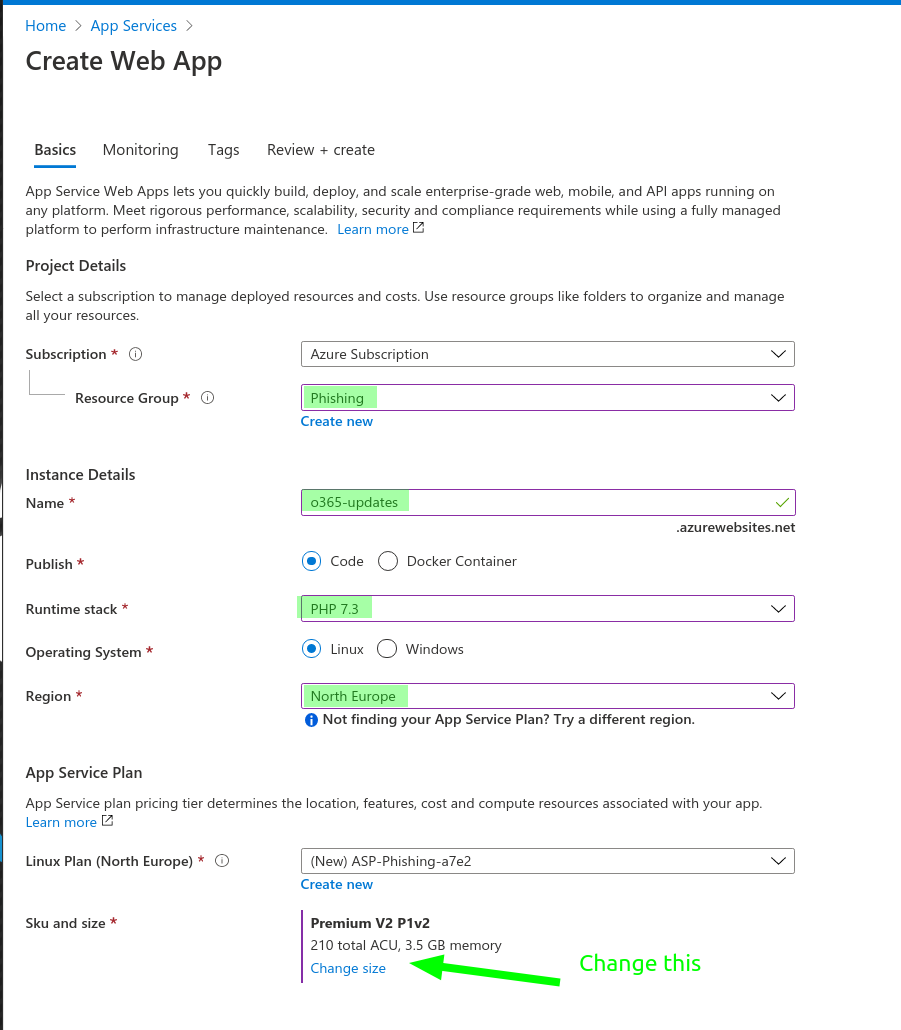 Home > App Services >
Create Web App
Basics Monitoring Tags Review + create
App Service Web Apps lets you quickly build, deploy, and scale enterprise-grade web, mobile, and API apps running on
any platform. Meet rigorous performance, scalability, security and compliance requirements while using a fully managed
platform to perform infrastructure maintenance. Learn more
Project Details
Select a subscription to manage deployed resources and costs. Use resource groups like folders to organize and manage
all your resources.
Subscription * Azure Subscription
Resource Group * Phishing
Create new
Instance Details
Name * o365-updates
.azurewebsites.net
Publish * Code Docker Container
Runtime stack * PHP 7.3
Operating System * Linux Windows
Region * North Europe
Not finding your App Service Plan? Try a different region.
App Service Plan
App Service plan pricing tier determines the location, features, cost and compute resources associated with your app.
Learn more
Linux Plan (North Europe) * (New) ASP-Phishing-a7e2
Create new
Sku and size * Premium V2 P1v2
210 total ACU, 3.5 GB memory
Change size
Change this